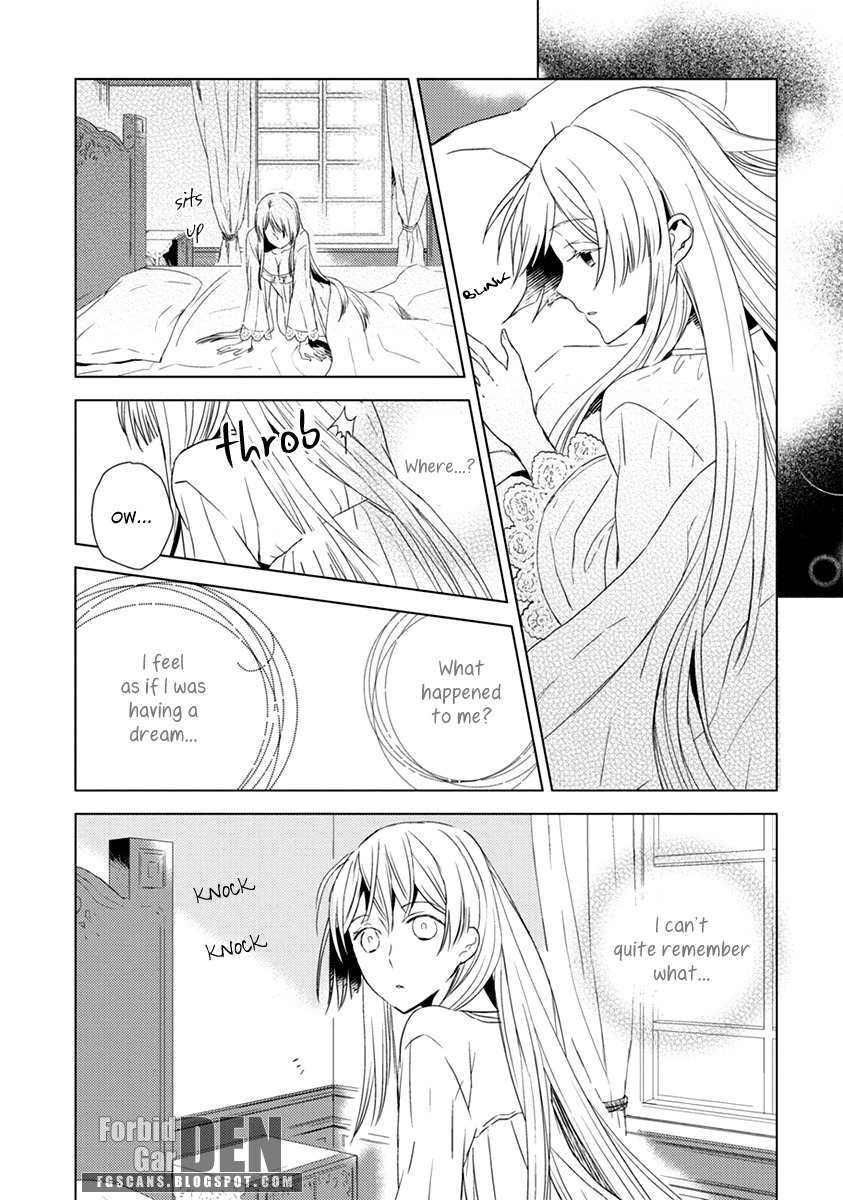 BLINK
sits
up
Where...?
throb
OW...
What
happened
to me?
I feel
as if I was
having a
dream...
I can't
quite remember
what...
KNOCK
KNOCK
Forbid
Gar
DEN
FGSCANS.BLOGSPOT.COM